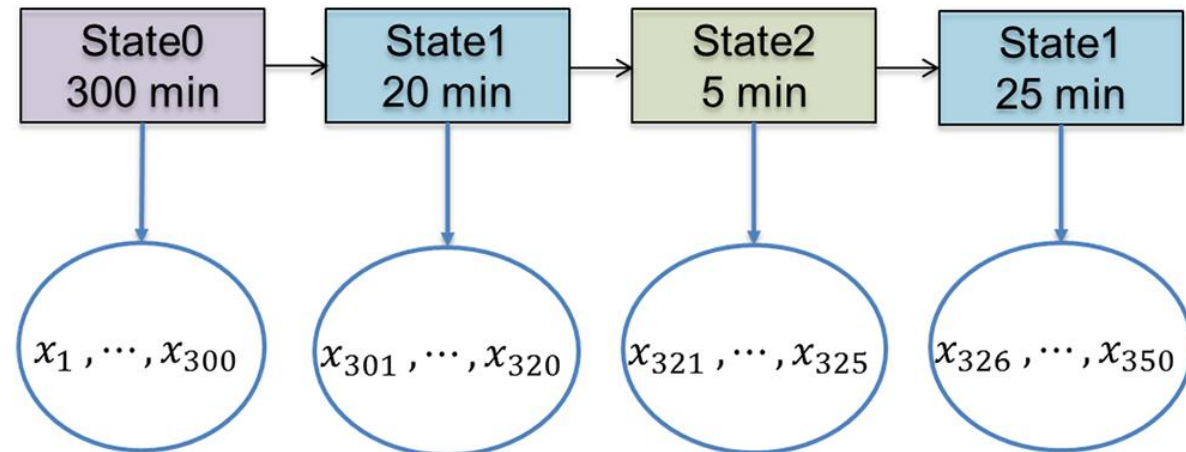 State0
300 min
State1
20 min
State2
5 min
State1
25 min
x₁ , ⋯ , x₃₀₀
x₃₀₁ , ⋯ , x₃₂₀
x₃₂₁ , ⋯ , x₃₂₅
x₃₂₆ , ⋯ , x₃₅₀